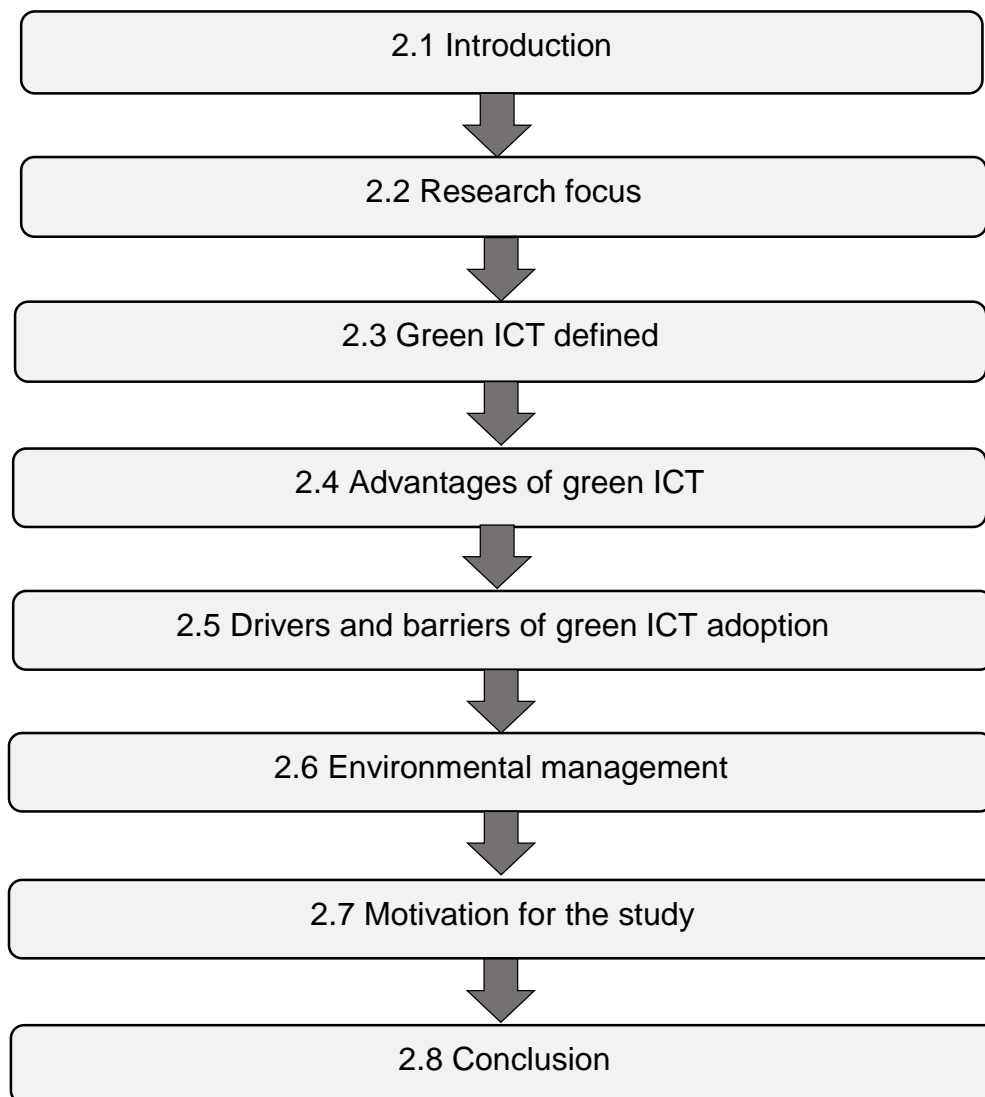 2.1 Introduction
2.2 Research focus
2.3 Green ICT defined
2.4 Advantages of green ICT
2.5 Drivers and barriers of green ICT adoption
2.6 Environmental management
2.7 Motivation for the study
2.8 Conclusion